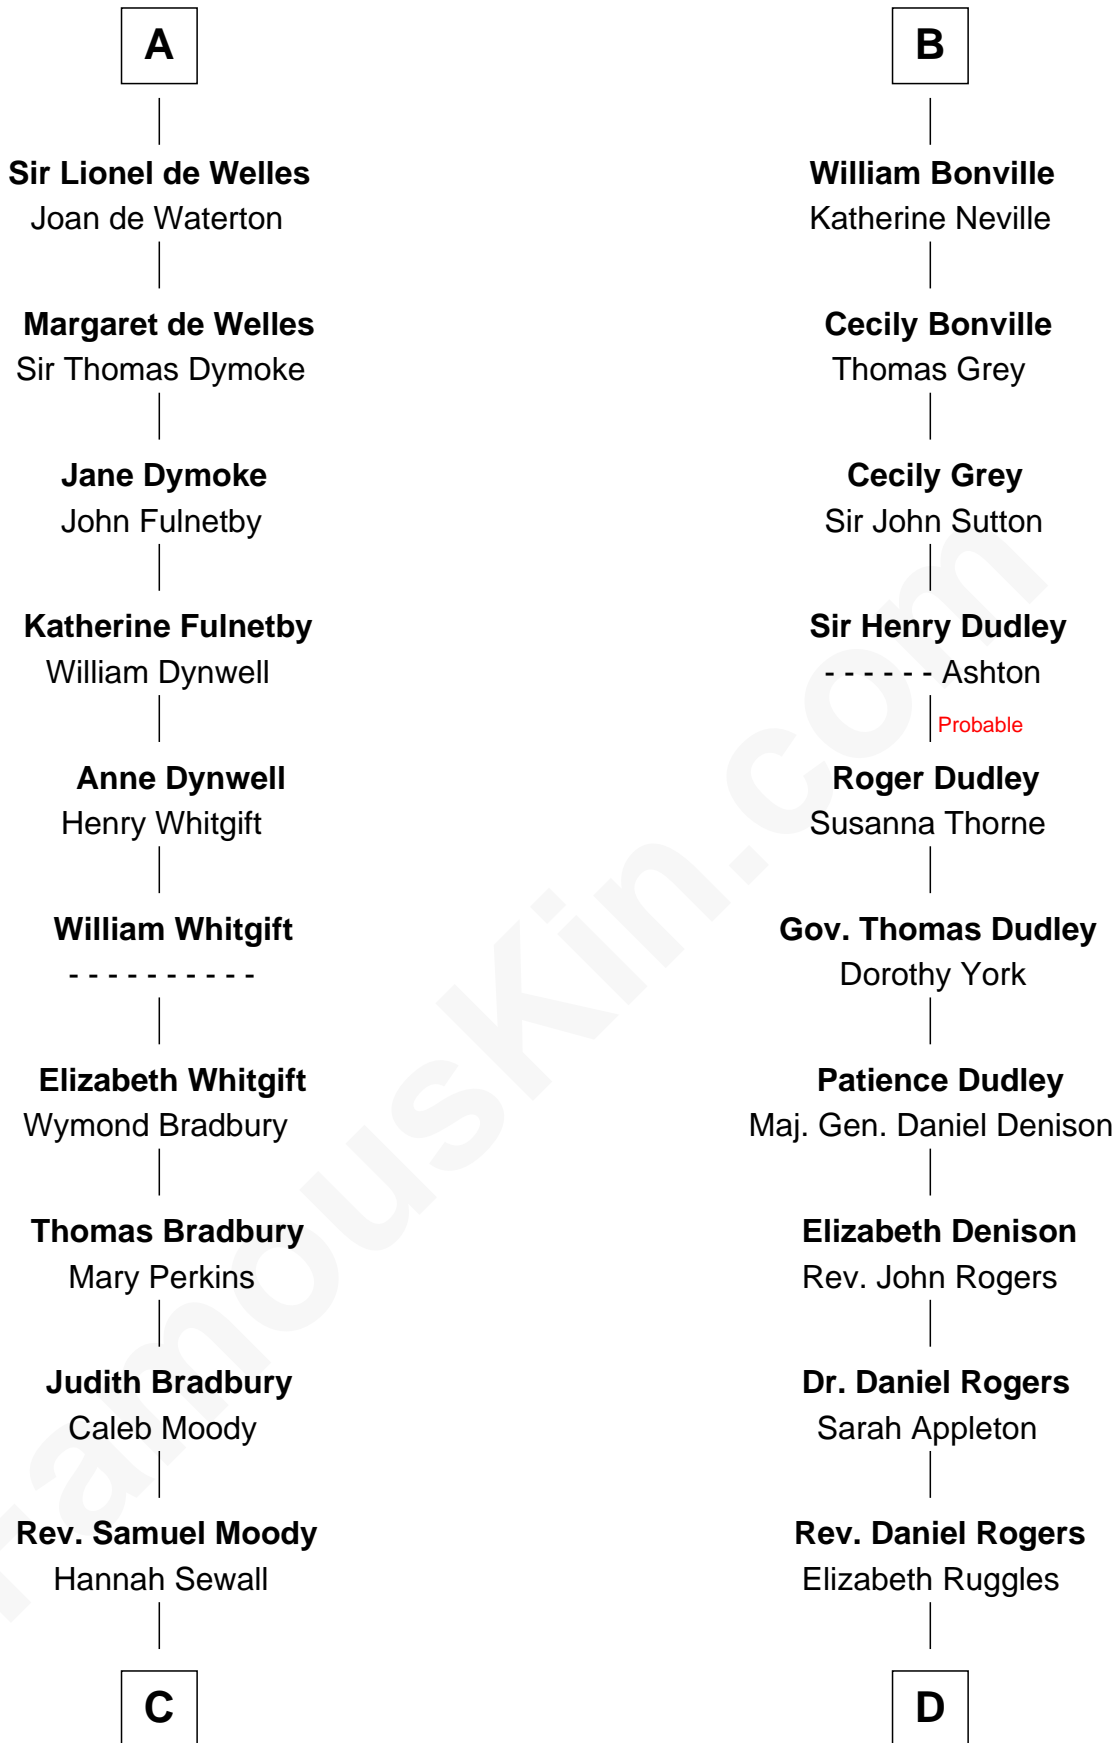 A
Sir Lionel de Welles
Joan de Waterton
Margaret de Welles
Sir Thomas Dymoke
Jane Dymoke
John Fulnetby
Katherine Fulnetby
William Dynwell
Anne Dynwell
Henry Whitgift
William Whitgift
- - - - - - - - - -
Elizabeth Whitgift
Wymond Bradbury
Thomas Bradbury
Mary Perkins
Judith Bradbury
Caleb Moody
Rev. Samuel Moody
Hannah Sewall
C
B
William Bonville
Katherine Neville
Cecily Bonville
Thomas Grey
Cecily Grey
Sir John Sutton
Sir Henry Dudley
- - - - - - Ashton
Probable
Roger Dudley
Susanna Thorne
Gov. Thomas Dudley
Dorothy York
Patience Dudley
Maj. Gen. Daniel Denison
Elizabeth Denison
Rev. John Rogers
Dr. Daniel Rogers
Sarah Appleton
Rev. Daniel Rogers
Elizabeth Ruggles
D
FamousKin.com